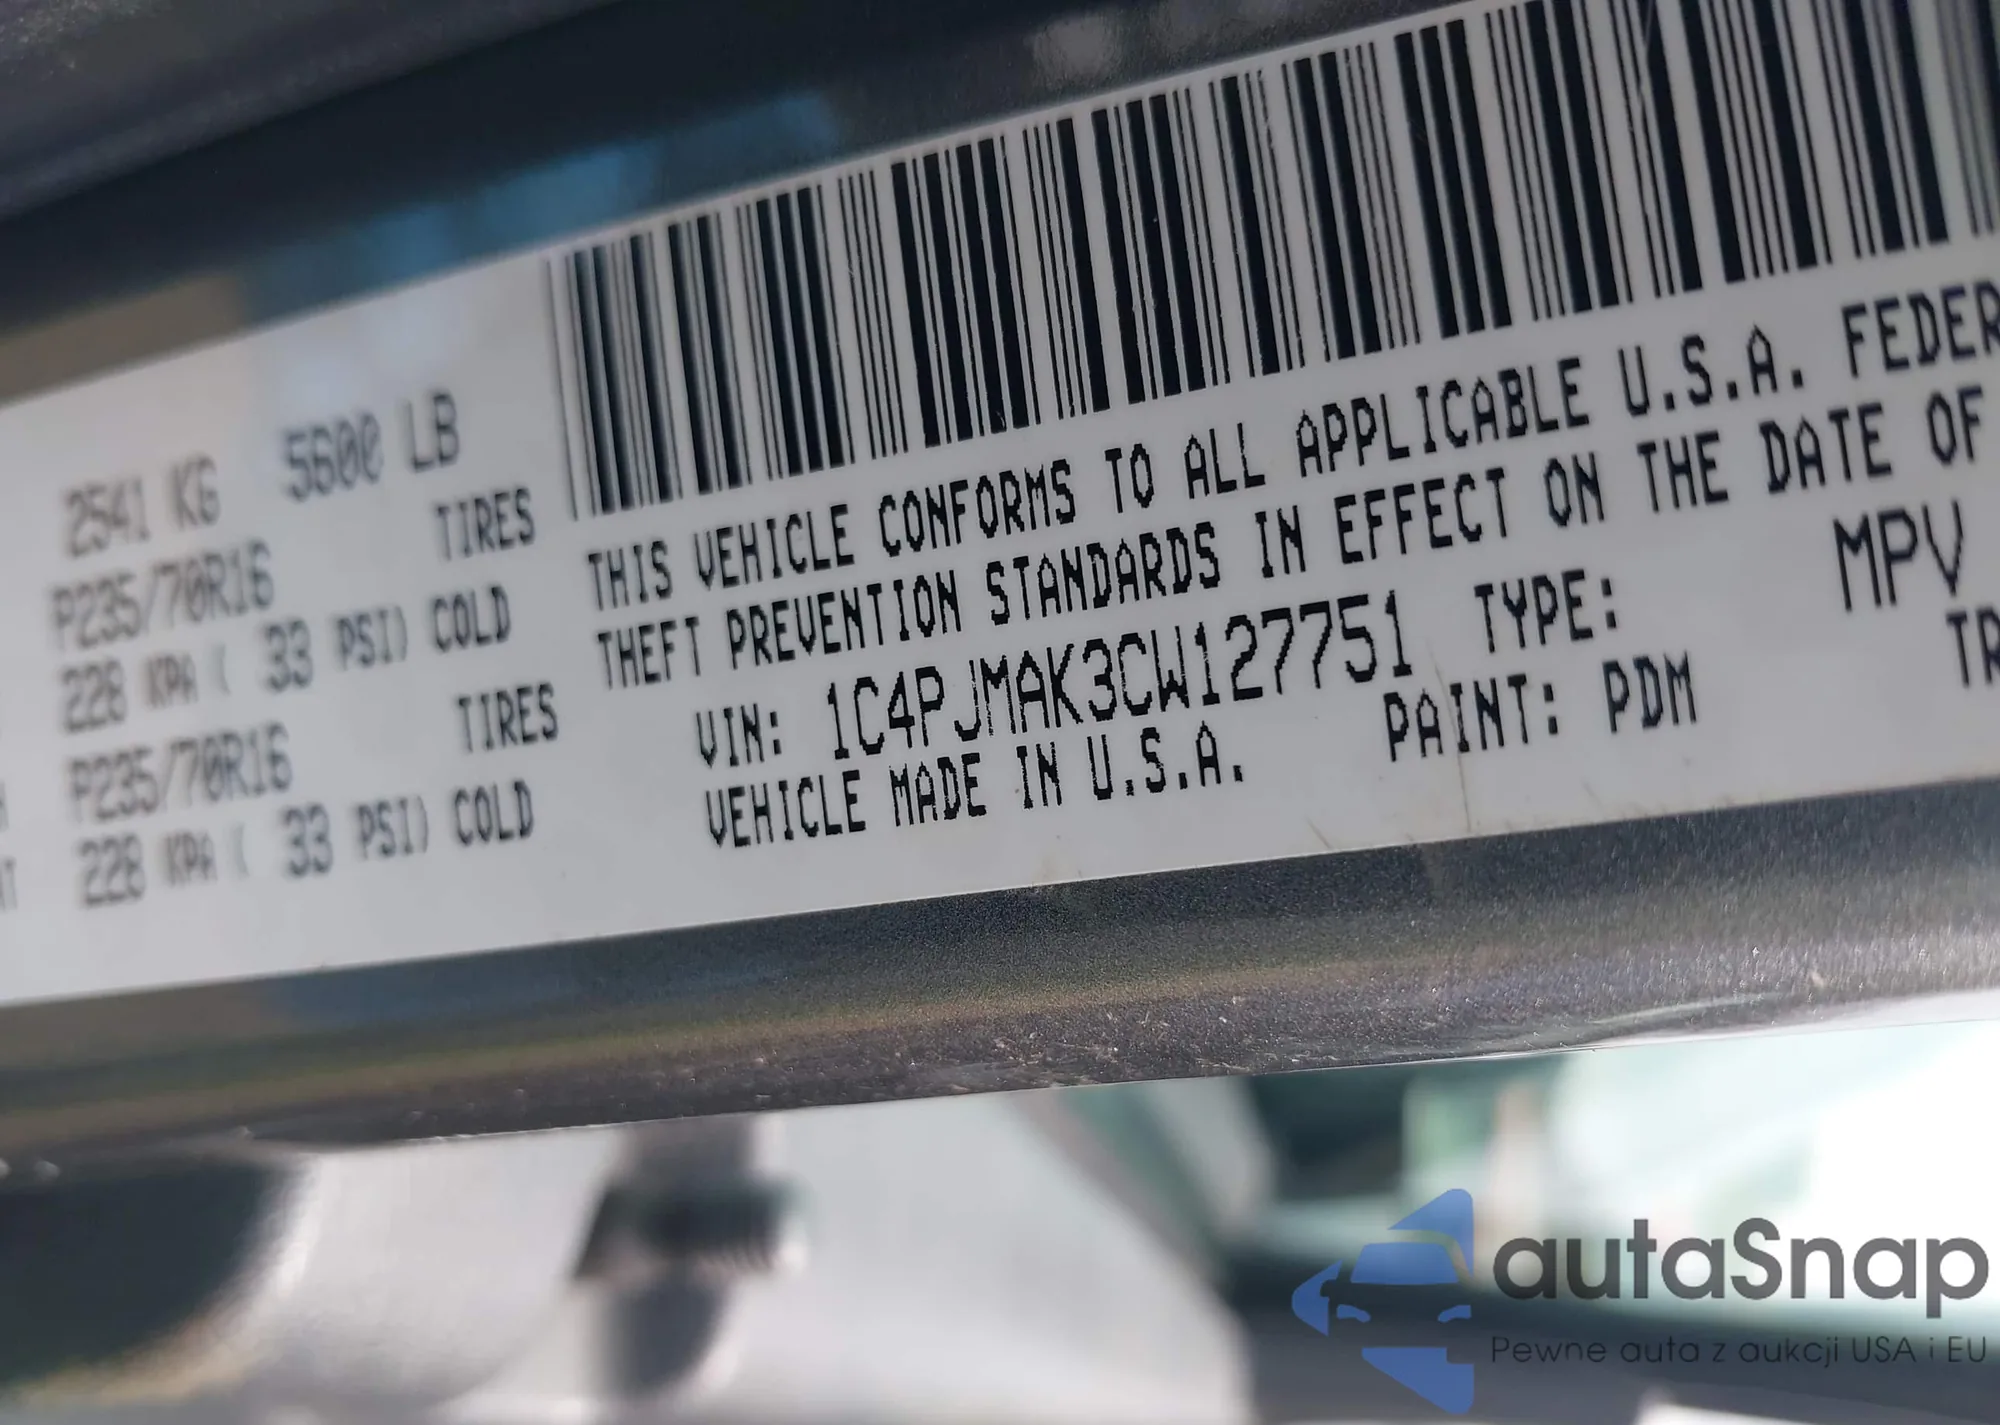 2541 KG 5600 LB
P235/70R16 TIRES
228 KPA ( 33 PSI) COLD
P235/70R16 TIRES
228 KPA ( 33 PSI) COLD
THIS VEHICLE CONFORMS TO ALL APPLICABLE U.S.A. FEDER
THEFT PREVENTION STANDARDS IN EFFECT ON THE DATE OF
VIN: 1C4PJMAK3CW127751 TYPE: MPV
VEHICLE MADE IN U.S.A. PAINT: PDM TR
autaSnap
Pewne auta z aukcji USA i EU